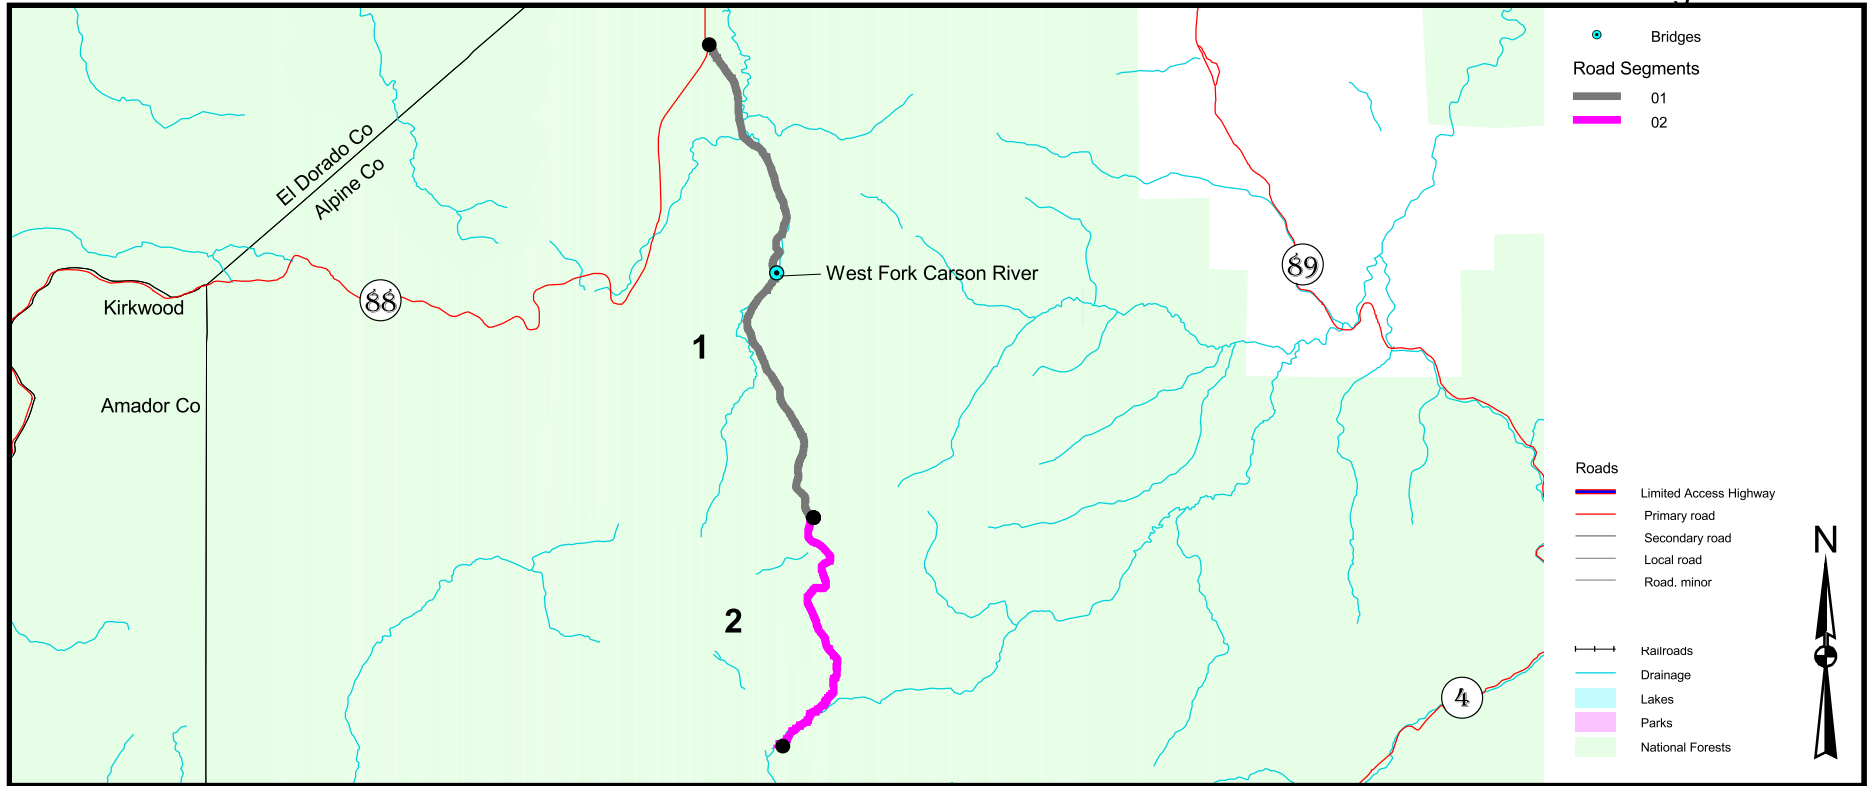 Bridges
Road Segments
01
02
El Dorado Co
Alpine Co
89
West Fork Carson River
88
Kirkwood
1
Amador Co
2
4
Roads
Limited Access Highway
Primary road
Secondary road
Local road
Road, minor
Railroads
Drainage
Lakes
Parks
National Forests
N